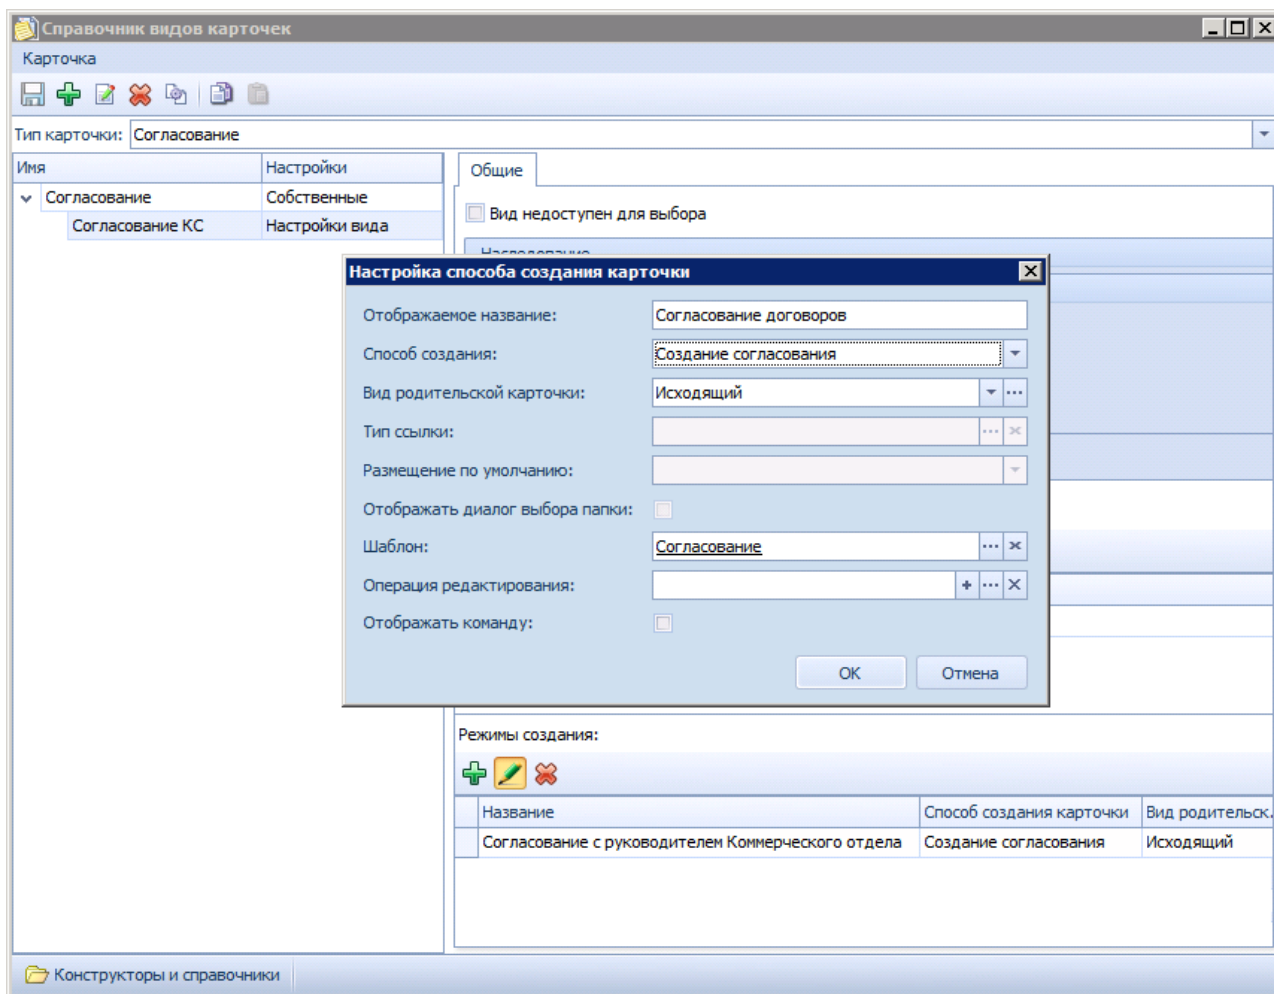 Справочник видов карточек
Карточка
Тип карточки: Согласование
Имя Настройки
Согласование Собственные
Согласование КС Настройки вида
Общие
Вид недоступен для выбора
Наследование
Настройка способа создания карточки
Отображаемое название: Согласование договоров
Способ создания: Создание согласования
Вид родительской карточки: Исходящий
Тип ссылки:
Размещение по умолчанию:
Отображать диалог выбора папки:
Шаблон: Согласование
Операция редактирования:
Отображать команду:
ОК Отмена
Режимы создания:
Название Способ создания карточки Вид родительск.
Согласование с руководителем Коммерческого отдела Создание согласования Исходящий
Конструкторы и справочники